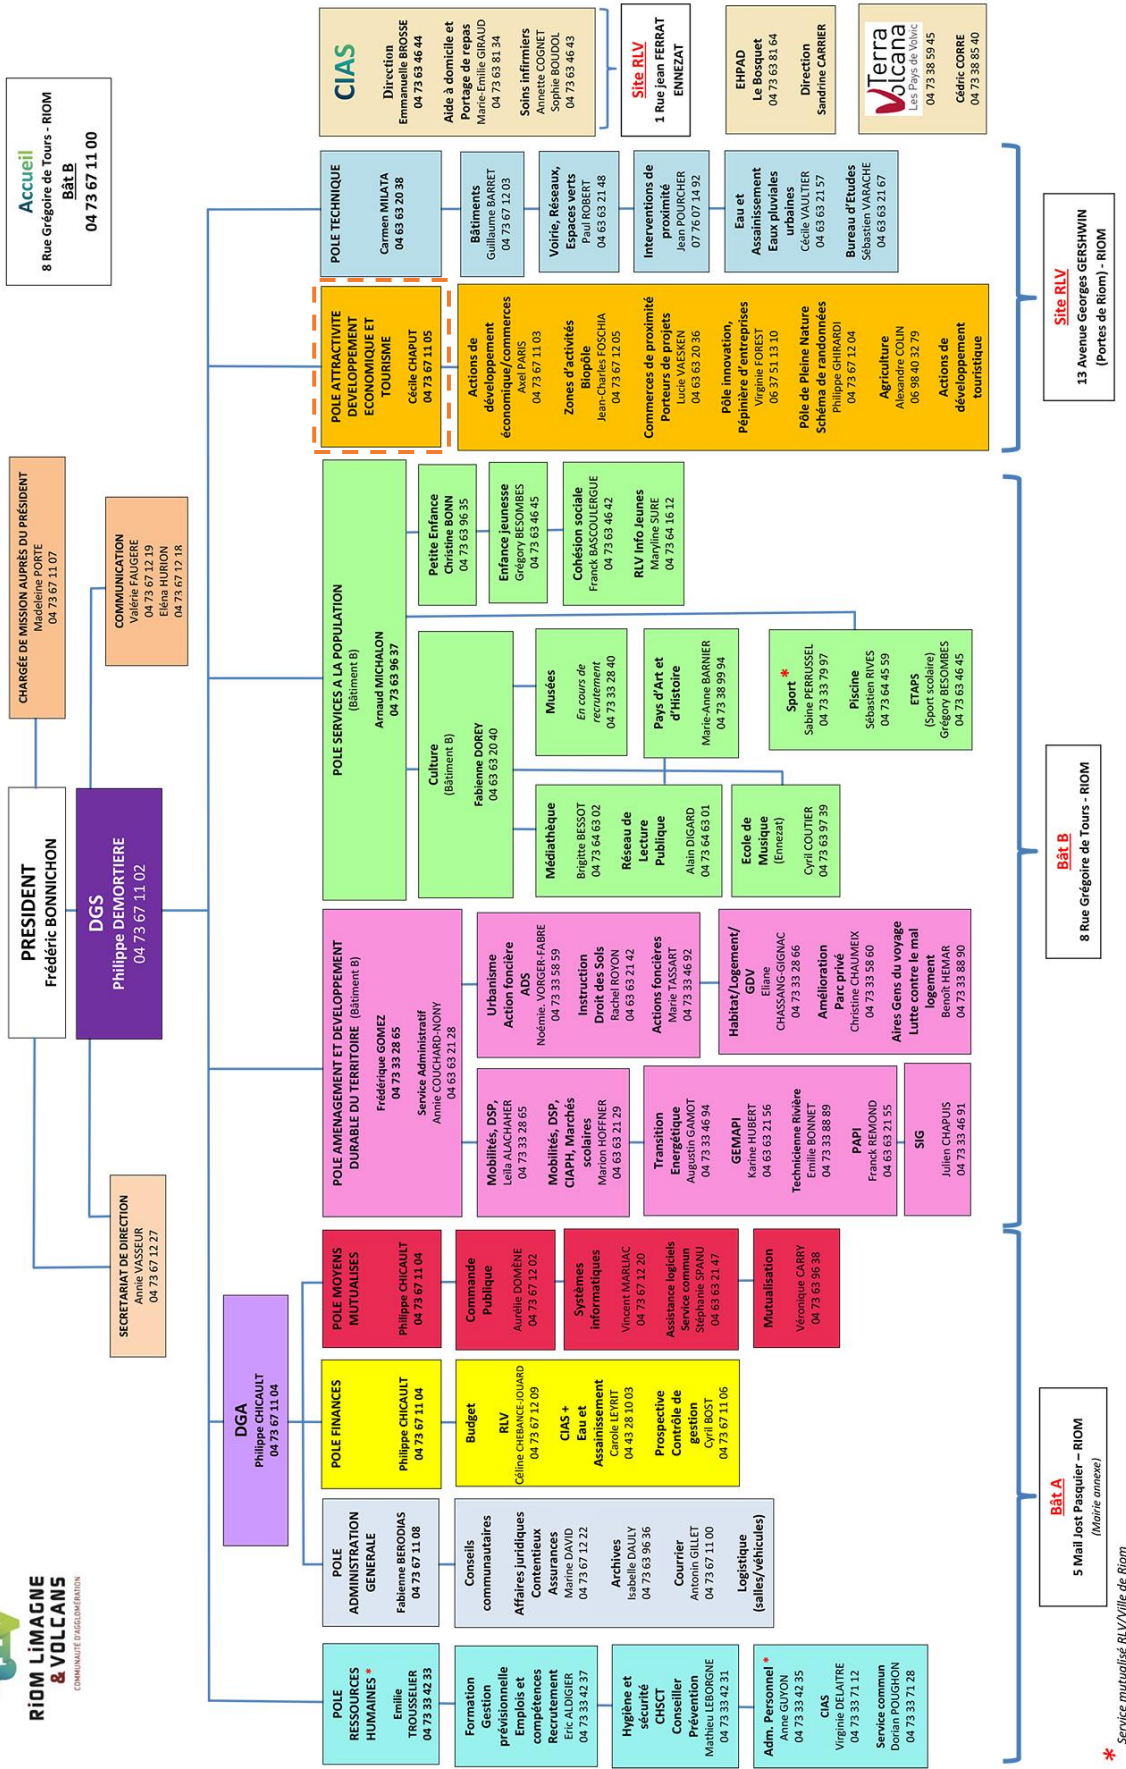 RiOM LiMAGNE
& VOLCANS
COMMUNAUTÉ D'AGGLOMÉRATION
PRESIDENT
Frédéric BONNICHON
DGS
Philippe DEMORTIERE
04 73 67 11 02
CHARGÉE DE MISSION AUPRÈS DU PRÉSIDENT
Madeleine PORTE
04 73 67 11 07
COMMUNICATION
Valérie FAUGERE
04 73 67 12 19
Eléna HURION
04 73 67 12 18
SECRETARIAT DE DIRECTION
Annie VASSEUR
04 73 67 12 27
Accueil
8 Rue Grégoire de Tours - RIOM
Bât B
04 73 67 11 00
DGA
Philippe CHICAULT
04 73 67 11 04
POLE
RESSOURCES
HUMAINES *
Emilie
TROUSSELIER
04 73 33 42 33
Formation
Gestion
prévisionnelle
Emplois et
compétences
Recrutement
Eric ALDIGIER
04 73 33 42 37
Hygiène et
sécurité
CHSCT
Conseiller
Prévention
Mathieu LEBORGNE
04 73 33 42 31
Adm. Personnel *
Anne GUYON
04 73 33 42 35
CIAS
Virginie DELAITRE
04 73 33 71 12
Service commun
Dorian POUGHON
04 73 33 71 28
POLE
ADMINISTRATION
GENERALE
Fabienne BERODIAS
04 73 67 11 08
Conseils
communautaires
Affaires juridiques
Contentieux
Assurances
Marine DAVID
04 73 67 12 22
Archives
Isabelle DAULY
04 73 63 96 36
Courrier
Antonin GILLET
04 73 67 11 00
Logistique
(salles/véhicules)
POLE FINANCES
Philippe CHICAULT
04 73 67 11 04
Budget
RLV
Céline CHEBANCE-JOUARD
04 73 67 12 09
CIAS +
Eau et
Assainissement
Carole LEYRIT
04 43 28 10 03
Prospective
Contrôle de
gestion
Cyril BOST
04 73 67 11 06
POLE MOYENS
MUTUALISES
Philippe CHICAULT
04 73 67 11 04
Commande
Publique
Aurélie DOMÈNE
04 73 67 12 02
Systèmes
informatiques
Vincent MARLIAC
04 73 67 12 20
Assistance logiciels
Service commun
Stéphanie SPANU
04 63 63 21 47
Mutualisation
Véronique CARRY
04 73 63 96 38
POLE AMENAGEMENT ET DEVELOPPEMENT
DURABLE DU TERRITOIRE (Bâtiment B)
Frédérique GOMEZ
04 73 33 28 65
Service Administratif
Annie COUCHARD-NONY
04 63 63 21 28
Mobilités, DSP,
Leïla ALACHAHER
04 73 33 28 65
Mobilités, DSP,
CIAPH, Marchés
scolaires
Marion HOFFNER
04 63 63 21 29
Transition
Energétique
Augustin GAMOT
04 73 33 46 94
GEMAPI
Karine HUBERT
04 63 63 21 56
Technicienne Rivière
Emilie BONNET
04 73 33 88 89
PAPI
Franck REMOND
04 63 63 21 55
SIG
Julien CHAPUIS
04 73 33 46 91
Urbanisme
Action foncière
ADS
Noémie. VORGER-FABRE
04 73 33 58 59
Instruction
Droit des Sols
Rachel ROYON
04 63 63 21 42
Actions foncières
Marie TASSART
04 73 33 46 92
Habitat/Logement/
GDV
Eliane
CHASSANG-GIGNAC
04 73 33 28 66
Amélioration
Parc privé
Christine CHAUMEIX
04 73 33 58 60
Aires Gens du voyage
Lutte contre le mal
logement
Benoît HEMAR
04 73 33 88 90
POLE SERVICES A LA POPULATION
(Bâtiment B)
Arnaud MICHALON
04 73 63 96 37
Culture
(Bâtiment B)
Fabienne DOREY
04 63 63 20 40
Médiathèque
Brigitte BESSOT
04 73 64 63 02
Réseau de
Lecture
Publique
Alain DIGARD
04 73 64 63 01
Ecole de
Musique
(Ennezat)
Cyril COUTIER
04 73 63 97 39
Musées
En cours de
recrutement
04 73 33 28 40
Pays d'Art et
d'Histoire
Marie-Anne BARNIER
04 73 38 99 94
Sport *
Sabine PERRUSSEL
04 73 33 79 97
Piscine
Sébastien RIVES
04 73 64 45 59
ETAPS
(Sport scolaire)
Grégory BESOMBES
04 73 63 46 45
Petite Enfance
Christine BONN
04 73 63 96 35
Enfance jeunesse
Grégory BESOMBES
04 73 63 46 45
Cohésion sociale
Franck BASCOULERGUE
04 73 63 46 42
RLV Info Jeunes
Maryline SURE
04 73 64 16 12
POLE ATTRACTIVITE
DEVELOPPEMENT
ECONOMIQUE ET
TOURISME
Cécile CHAPUT
04 73 67 11 05
Actions de
développement
économique/commerces
Axel PARIS
04 73 67 11 03
Zones d'activités
Biopôle
Jean-Charles FOSCHIA
04 73 67 12 05
Commerces de proximité
Porteurs de projets
Lucie VAESKEN
04 63 63 20 36
Pôle innovation,
Pépinière d'entreprises
Virginie FOREST
06 37 51 13 10
Pôle de Pleine Nature
Schéma de randonnées
Philippe GHIRARDI
04 73 67 12 04
Agriculture
Alexandre COLIN
06 98 40 32 79
Actions de
développement
touristique
POLE TECHNIQUE
Carmen MILATA
04 63 63 20 38
Bâtiments
Guillaume BARRET
04 73 67 12 03
Voirie, Réseaux,
Espaces verts
Paul ROBERT
04 63 63 21 48
Interventions de
proximité
Jean POURCHER
07 76 07 14 92
Eau et
Assainissement
Eaux pluviales
urbaines
Cécile VAULTIER
04 63 63 21 57
Bureau d'Etudes
Sébastien VARACHE
04 63 63 21 67
CIAS
Direction
Emmanuelle BROSSE
04 73 63 46 44
Aide à domicile et
Portage de repas
Marie-Emilie GIRAUD
04 73 63 81 34
Soins infirmiers
Annette COGNET
Sophie BOUDOL
04 73 63 46 43
Site RLV
1 Rue jean FERRAT
ENNEZAT
EHPAD
Le Bosquet
04 73 63 81 64
Direction
Sandrine CARRIER
Terra
Volcana
Les Pays de Volvic
04 73 38 59 45
Cédric CORRE
04 73 38 85 40
Bât A
5 Mail Jost Pasquier – RIOM
(Mairie annexe)
Bât B
8 Rue Grégoire de Tours - RIOM
Site RLV
13 Avenue Georges GERSHWIN
(Portes de Riom) - RIOM
* Service mutualisé RLV/Ville de Riom